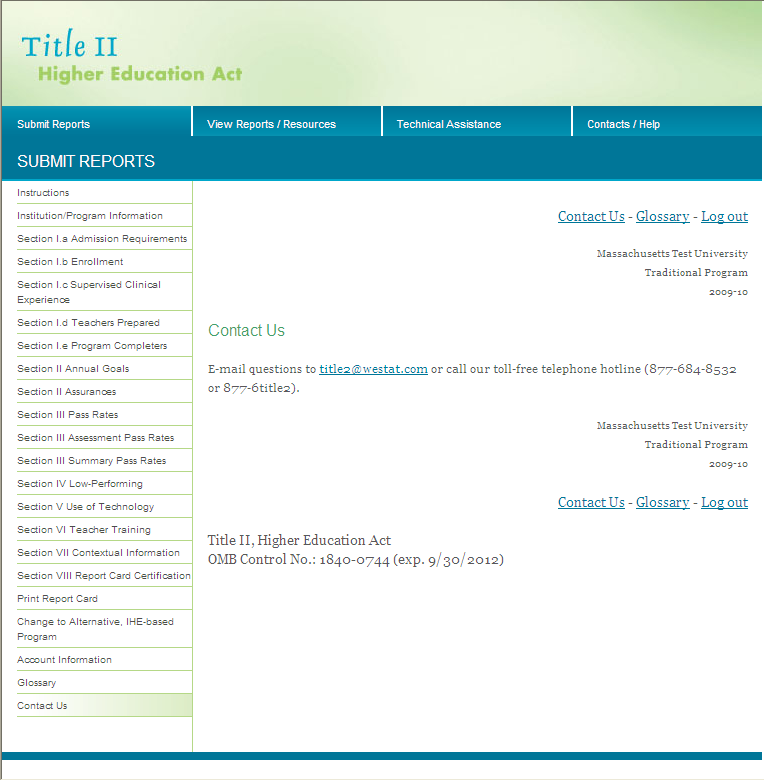 Title II
Higher Education Act
Submit Reports
View Reports / Resources
Technical Assistance
Contacts / Help
SUBMIT REPORTS
Instructions
Institution/Program Information
Section I.a Admission Requirements
Section I.b Enrollment
Section I.c Supervised Clinical
Experience
Section I.d Teachers Prepared
Section I.e Program Completers
Section II Annual Goals
Section II Assurances
Section III Pass Rates
Section III Assessment Pass Rates
Section III Summary Pass Rates
Section IV Low-Performing
Section V Use of Technology
Section VI Teacher Training
Section VII Contextual Information
Section VIII Report Card Certification
Print Report Card
Change to Alternative, IHE-based
Program
Account Information
Glossary
Contact Us
Contact Us - Glossary - Log out
Massachusetts Test University
Traditional Program
2009-10
Contact Us
E-mail questions to title2@westat.com or call our toll-free telephone hotline (877-684-8532
or 877-6title2).
Massachusetts Test University
Traditional Program
2009-10
Contact Us - Glossary - Log out
Title II, Higher Education Act
OMB Control No.: 1840-0744 (exp. 9/30/2012)